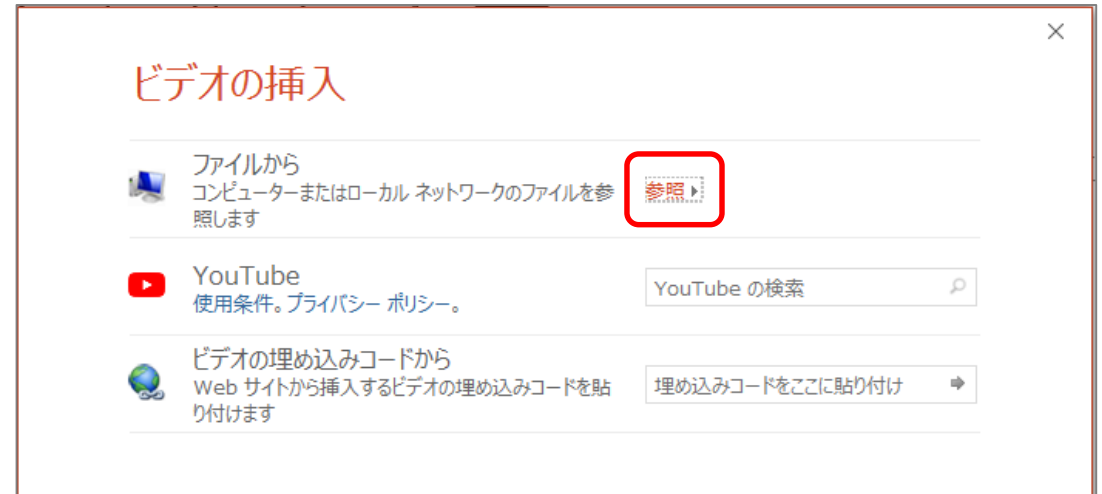 ビデオの挿入
ファイルから
コンピューターまたはローカル ネットワークのファイルを参
照します
参照
YouTube
使用条件。プライバシー ポリシー。
YouTube の検索
ビデオの埋め込みコードから
Web サイトから挿入するビデオの埋め込みコードを貼
り付けます
埋め込みコードをここに貼り付け